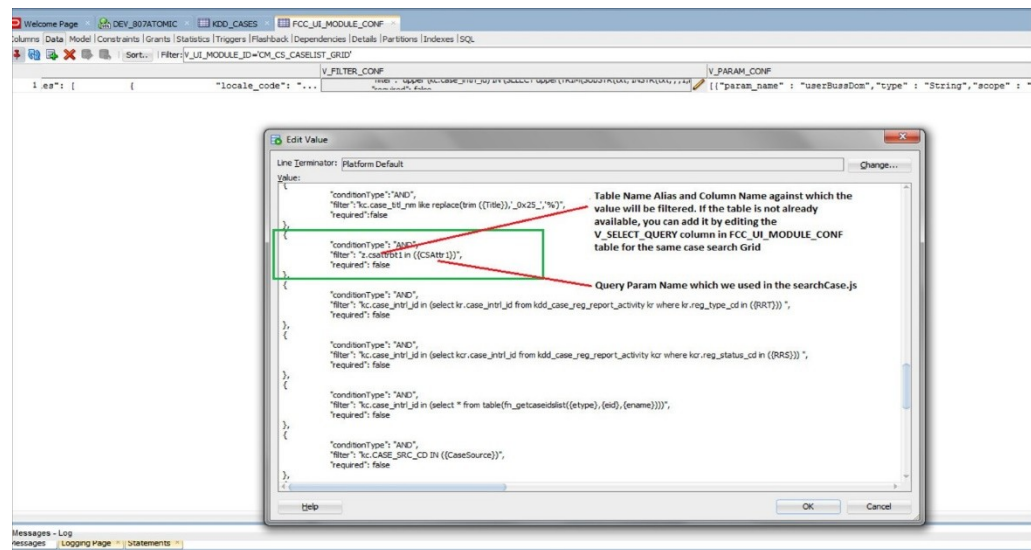 Welcome Page DEV_807ATOMIC KDD_CASES FCC_UI_MODULE_CONF
olumns Data Model Constraints Grants Statistics Triggers Flashback Dependencies Details Partitions Indexes SQL
Sort.. Filter: V_UI_MODULE_ID='CM_CS_CASELIST_GRID'
V_FILTER_CONF V_PARAM_CONF
1 es": [ { "locale_code": "... [{"param_name" : "userBussDom","type" : "String","scope" : "
Edit Value
Line Terminator: Platform Default Change...
Value:
{
"conditionType":"AND",
"filter":"kc.case_titl_nm like replace(trim ({Title}),'_0x25_','%')",
"required":false
},
{
"conditionType": "AND",
"filter": "z.csattrbt1 in ({CSAttr1})",
"required": false
},
{
"conditionType": "AND",
"filter": "kc.case_intrl_id in (select kr.case_intrl_id from kdd_case_reg_report_activity kr where kr.reg_type_cd in ({RRT})) ",
"required": false
},
{
"conditionType": "AND",
"filter": "kc.case_intrl_id in (select kcr.case_intrl_id from kdd_case_reg_report_activity kcr where kcr.reg_status_cd in ({RRS})) ",
"required": false
},
{
"conditionType": "AND",
"filter": "kc.case_intrl_id in (select * from table(fn_getcaseidslist({etype},{eid},{ename})))",
"required": false
},
{
"conditionType": "AND",
"filter": "kc.CASE_SRC_CD IN ({CaseSource})",
"required": false
},
Table Name Alias and Column Name against which the
value will be filtered. If the table is not already
available, you can add it by editing the
V_SELECT_QUERY column in FCC_UI_MODULE_CONF
table for the same case search Grid
Query Param Name which we used in the searchCase.js
Help OK Cancel
Messages - Log
Messages Logging Page Statements